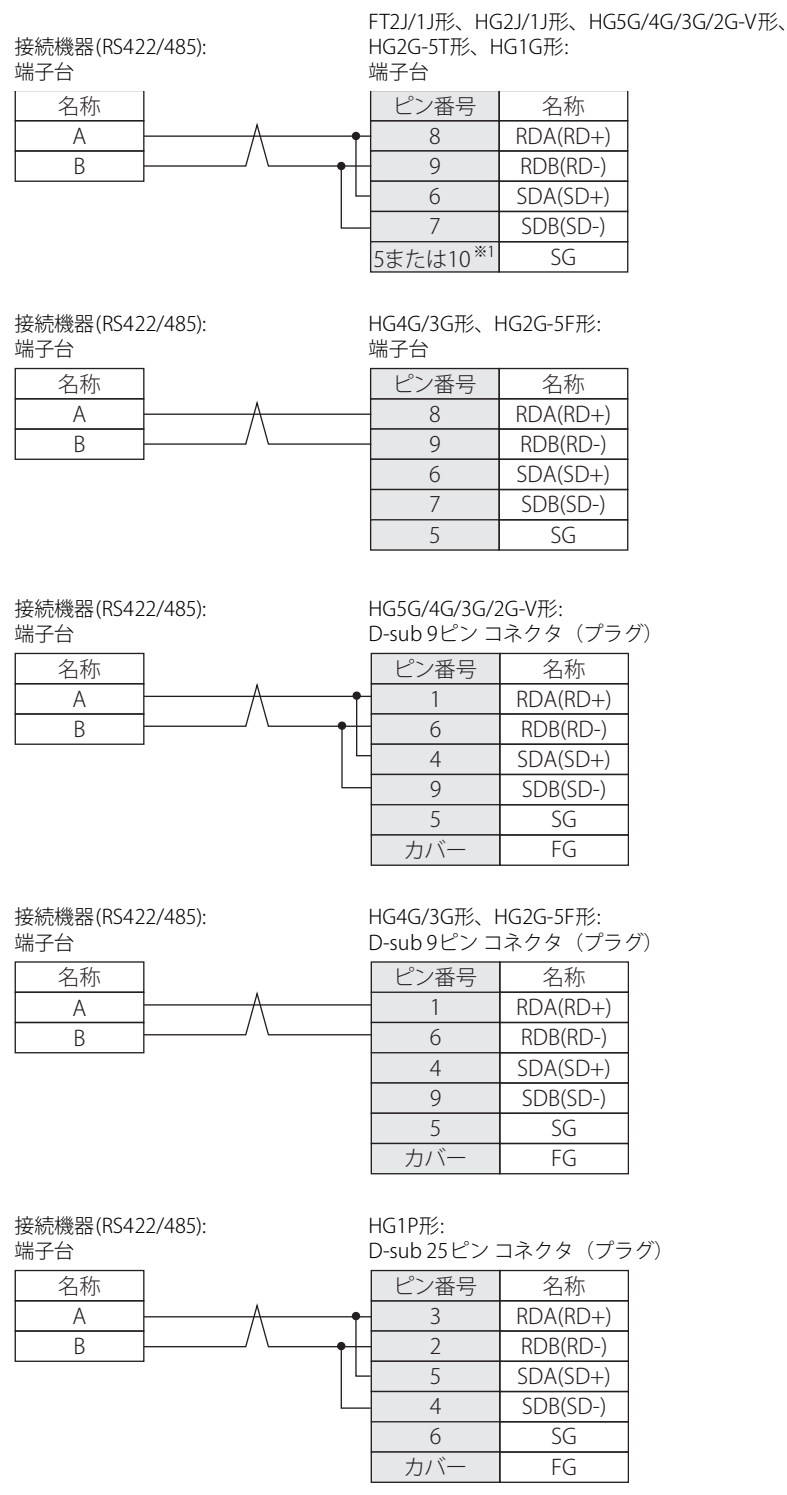 FT2J/1J形、HG2J/1J形、HG5G/4G/3G/2G-V形、
接続機器(RS422/485): HG2G-5T形、HG1G形:
端子台 端子台
名称 ピン番号 名称
A 8 RDA(RD+)
B 9 RDB(RD-)
6 SDA(SD+)
7 SDB(SD-)
5または10※1 SG
接続機器(RS422/485): HG4G/3G形、HG2G-5F形:
端子台 端子台
名称 ピン番号 名称
A 8 RDA(RD+)
B 9 RDB(RD-)
6 SDA(SD+)
7 SDB(SD-)
5 SG
接続機器(RS422/485): HG5G/4G/3G/2G-V形:
端子台 D-sub 9ピン コネクタ（プラグ）
名称 ピン番号 名称
A 1 RDA(RD+)
B 6 RDB(RD-)
4 SDA(SD+)
9 SDB(SD-)
5 SG
カバー FG
接続機器(RS422/485): HG4G/3G形、HG2G-5F形:
端子台 D-sub 9ピン コネクタ（プラグ）
名称 ピン番号 名称
A 1 RDA(RD+)
B 6 RDB(RD-)
4 SDA(SD+)
9 SDB(SD-)
5 SG
カバー FG
接続機器(RS422/485): HG1P形:
端子台 D-sub 25ピン コネクタ（プラグ）
名称 ピン番号 名称
A 3 RDA(RD+)
B 2 RDB(RD-)
5 SDA(SD+)
4 SDB(SD-)
6 SG
カバー FG